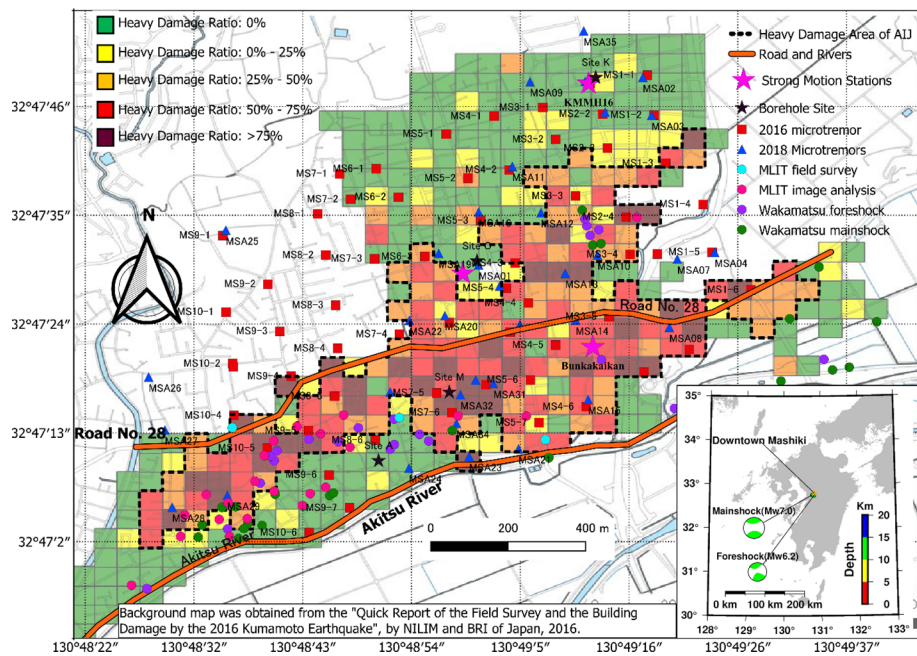 Heavy Damage Ratio: 0%
Heavy Damage Ratio: 0% - 25%
Heavy Damage Ratio: 25% - 50%
Heavy Damage Ratio: 50% - 75%
Heavy Damage Ratio: >75%
Heavy Damage Area of AIJ
Road and Rivers
Strong Motion Stations
Borehole Site
2016 microtremor
2018 Microtremors
MLIT field survey
MLIT image analysis
Wakamatsu foreshock
Wakamatsu mainshock
MSA35
Site K
MS1-1
MSA09
MSA02
KMMH16
32°47'46"
MS3-1
MS4-1
MS2-2
MS1-2
MSA03
MS5-1
MS3-2
MS1-3
MS6-1
MS7-1
MS5-2
MS4-2
MSA11
MS7-2
MS6-2
MS3-3
MS1-4
32°47'35"
MS8-1
MS5-3
MSA12
MS2-4
N
MS9-1
MSA25
MS8-2
MS7-3
MSA19
MSA01
MS3-4
MSA10
MS1-5
MSA07
MSA04
MS9-2
MS5-4
MSA13
MS1-6
MS10-1
MS8-3
MS4-4
Road No. 28
32°47'24"
MS9-3
MS7-4
MSA22
MSA20
MSA14
MS8-4
MS4-5
MSA08
Bunkakaikan
MS10-2
MSA26
MS9-4
Site M
MS7-5
MS5-6
MSA31
MS10-4
MS7-6
MSA32
MS4-6
MS5-7
32°47'13"
Road No. 28
MSA27
MS10-5
MS8-6
Site A
MSA23
MSA24
MS9-6
MSA28
MSA29
MS9-7
Akitsu River
MS10-6
Akitsu River
32°47'2"
0 200 400 m
Background map was obtained from the "Quick Report of the Field Survey and the Building
Damage by the 2016 Kumamoto Earthquake", by NILIM and BRI of Japan, 2016.
130°48'22" 130°48'32" 130°48'43" 130°48'54" 130°49'5" 130°49'16" 130°49'37"
34°
33°
32°
31°
30°
Downtown Mashiki
Mainshock(Mw7.0)
Foreshock(Mw6.2)
Km
20
15
10
5
0
Depth
0 km 100 km 200 km
128° 129° 130° 131° 132° 133°